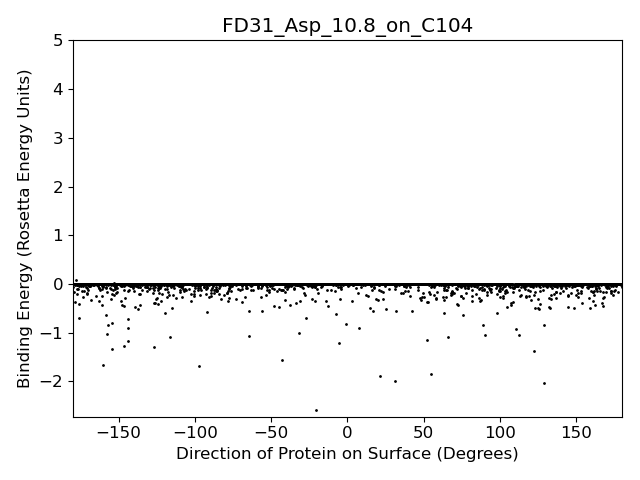 FD31_Asp_10.8_on_C104
Binding Energy (Rosetta Energy Units)
5
4
3
2
1
0
−1
−2
−150 −100 −50 0 50 100 150
Direction of Protein on Surface (Degrees)